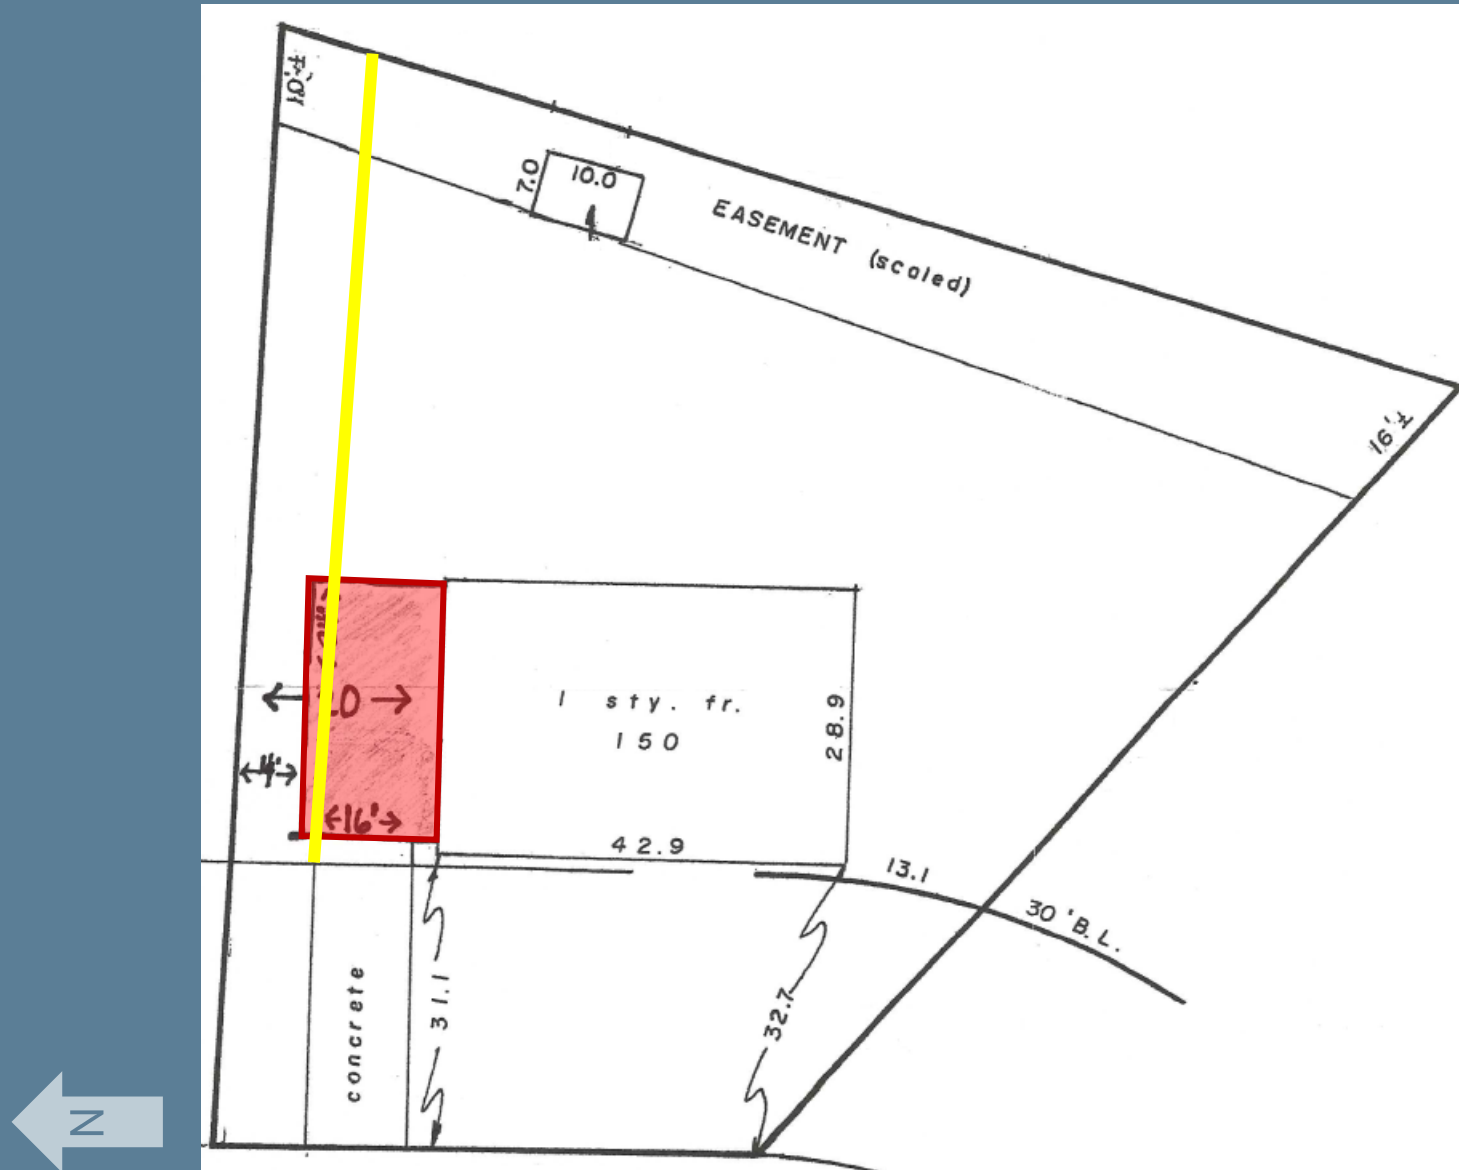 10'±
7.0
10.0
EASEMENT (scaled)
16'±
20
1 sty. fr.
150
28.9
4'
16'
42.9
13.1
30' B.L.
concrete
31.1
32.7
N